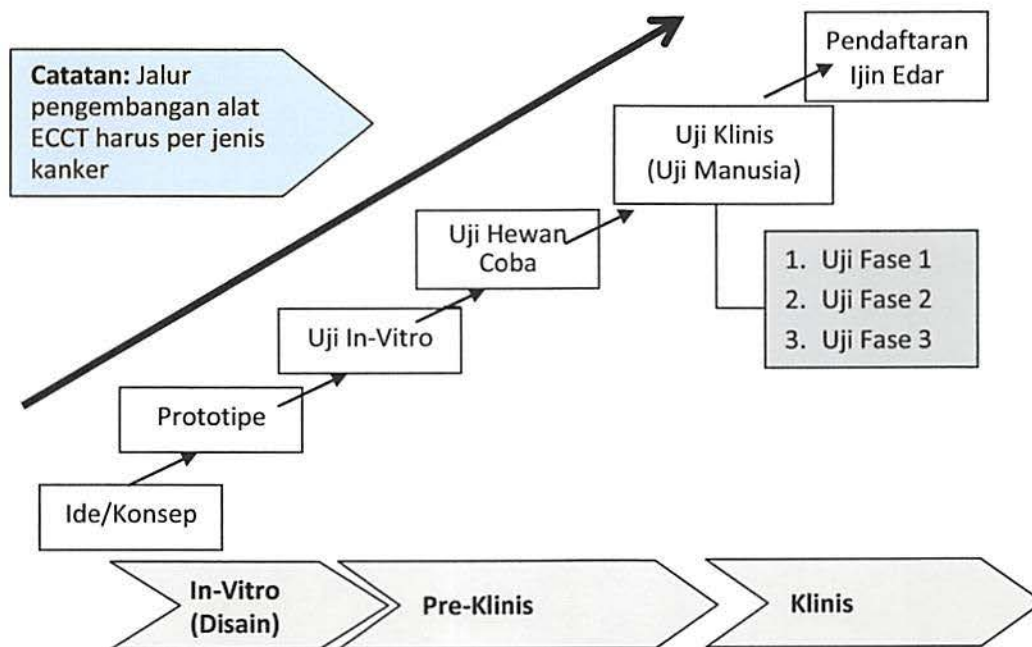 Catatan: Jalur
pengembangan alat
ECCT harus per jenis
kanker
Pendaftaran
Ijin Edar
Uji Klinis
(Uji Manusia)
Uji Hewan
Coba
1. Uji Fase 1
2. Uji Fase 2
3. Uji Fase 3
Uji In-Vitro
Prototipe
Ide/Konsep
In-Vitro
(Disain)
Pre-Klinis
Klinis